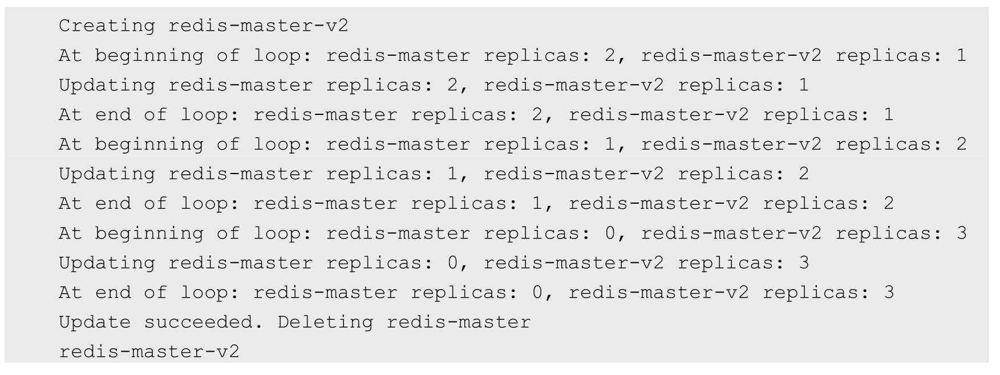 Creating redis-master-v2
At beginning of loop: redis-master replicas: 2, redis-master-v2 replicas: 1
Updating redis-master replicas: 2, redis-master-v2 replicas: 1
At end of loop: redis-master replicas: 2, redis-master-v2 replicas: 1
At beginning of loop: redis-master replicas: 1, redis-master-v2 replicas: 2
Updating redis-master replicas: 1, redis-master-v2 replicas: 2
At end of loop: redis-master replicas: 1, redis-master-v2 replicas: 2
At beginning of loop: redis-master replicas: 0, redis-master-v2 replicas: 3
Updating redis-master replicas: 0, redis-master-v2 replicas: 3
At end of loop: redis-master replicas: 0, redis-master-v2 replicas: 3
Update succeeded. Deleting redis-master
redis-master-v2